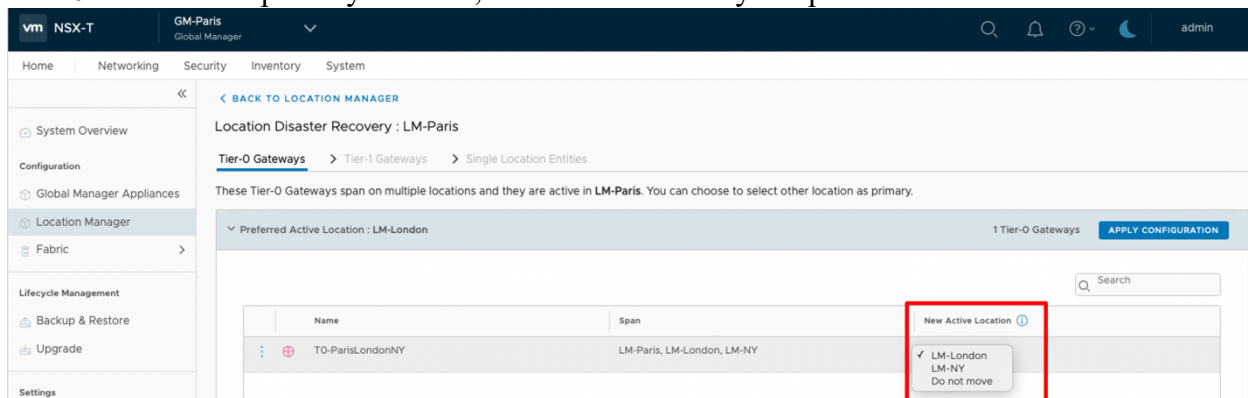 vm NSX-T GM-Paris Global Manager admin
Home Networking Security Inventory System
BACK TO LOCATION MANAGER
System Overview
Location Disaster Recovery : LM-Paris
Tier-0 Gateways Tier-1 Gateways Single Location Entities
Configuration
Global Manager Appliances
These Tier-0 Gateways span on multiple locations and they are active in LM-Paris. You can choose to select other location as primary.
Location Manager
Preferred Active Location : LM-London 1 Tier-0 Gateways APPLY CONFIGURATION
Fabric
Search
Lifecycle Management
Backup & Restore
Name Span New Active Location
Upgrade
T0-ParisLondonNY LM-Paris, LM-London, LM-NY
LM-London
LM-NY
Do not move
Settings